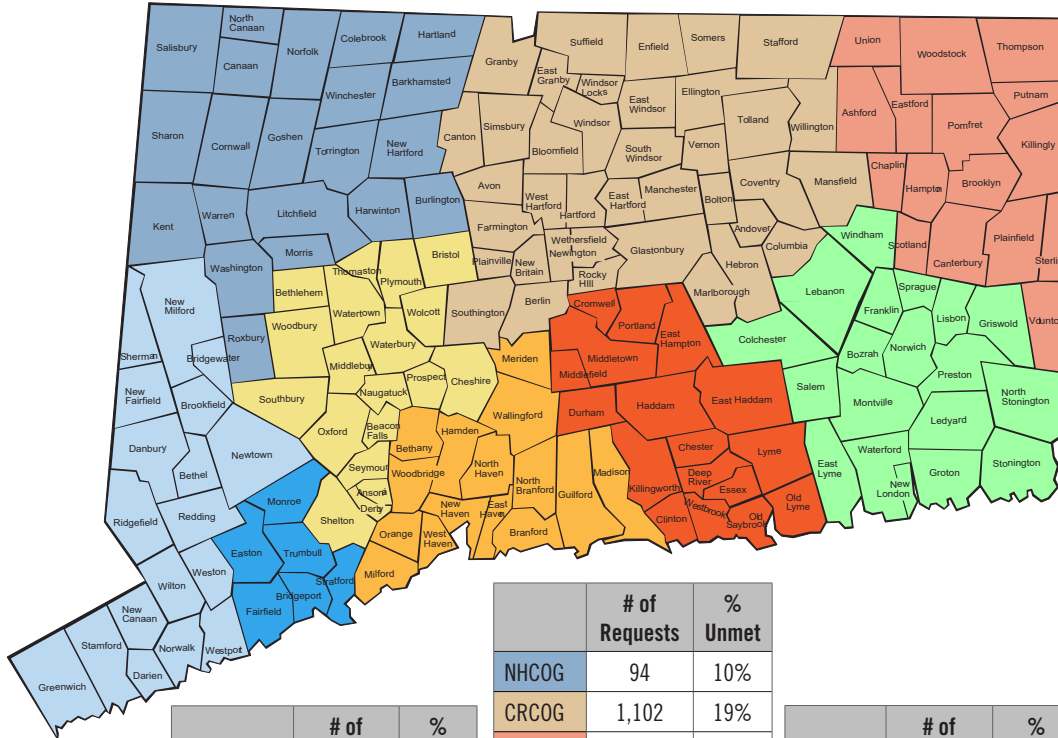 North
Canaan
Salisbury
Canaan
Norfolk
Colebrook
Hartland
Winchester
Barkhamsted
Sharon
Cornwall
Goshen
Torrington
New
Hartford
Kent
Warren
Litchfield
Harwinton
Burlington
Morris
Washington
Roxbury
Granby
Suffield
East
Granby
Windsor
Locks
Enfield
Somers
Stafford
East
Windsor
Ellington
Canton
Simsbury
Windsor
Bloomfield
South
Windsor
Vernon
Tolland
Willington
Avon
West
Hartford
Hartford
East
Hartford
Manchester
Bolton
Coventry
Mansfield
Farmington
Wethersfield
Newington
Plainville
New
Britain
Rocky
Hill
Glastonbury
Andover
Columbia
Hebron
Marlborough
Southington
Berlin
Union
Woodstock
Thompson
Putnam
Ashford
Eastford
Pomfret
Killingly
Chaplin
Hampton
Brooklyn
Scotland
Canterbury
Plainfield
Sterli
Volunto
Windham
Lebanon
Colchester
Franklin
Sprague
Lisbon
Griswold
Bozrah
Norwich
Preston
Salem
Montville
Ledyard
North
Stonington
East
Lyme
Waterford
New
London
Groton
Stonington
Bristol
Thomaston
Plymouth
Bethlehem
Watertown
Wolcott
Woodbury
Waterbury
Middlebury
Naugatuck
Prospect
Cheshire
Southbury
Oxford
Beacon
Falls
Seymour
Ansonia
Derby
Shelton
Cromwell
Portland
East
Hampton
Middletown
Middlefield
Durham
Haddam
East Haddam
Chester
Lyme
Deep
River
Essex
Killingworth
Westbrook
Clinton
Old
Saybrook
Old
Lyme
Meriden
Wallingford
Bethany
Hamden
Woodbridge
North
Haven
North
Branford
Guilford
Madison
New
Haven
East
Haven
Branford
Orange
West
Haven
Milford
New
Milford
Sherman
Bridgewater
New
Fairfield
Brookfield
Danbury
Bethel
Newtown
Ridgefield
Redding
Wilton
Weston
New
Canaan
Stamford
Norwalk
Westport
Darien
Greenwich
Monroe
Easton
Trumbull
Stratford
Bridgeport
Fairfield
# of
Requests
%
Unmet
NHCOG 94 10%
CRCOG 1,102 19%
# of %
# of %